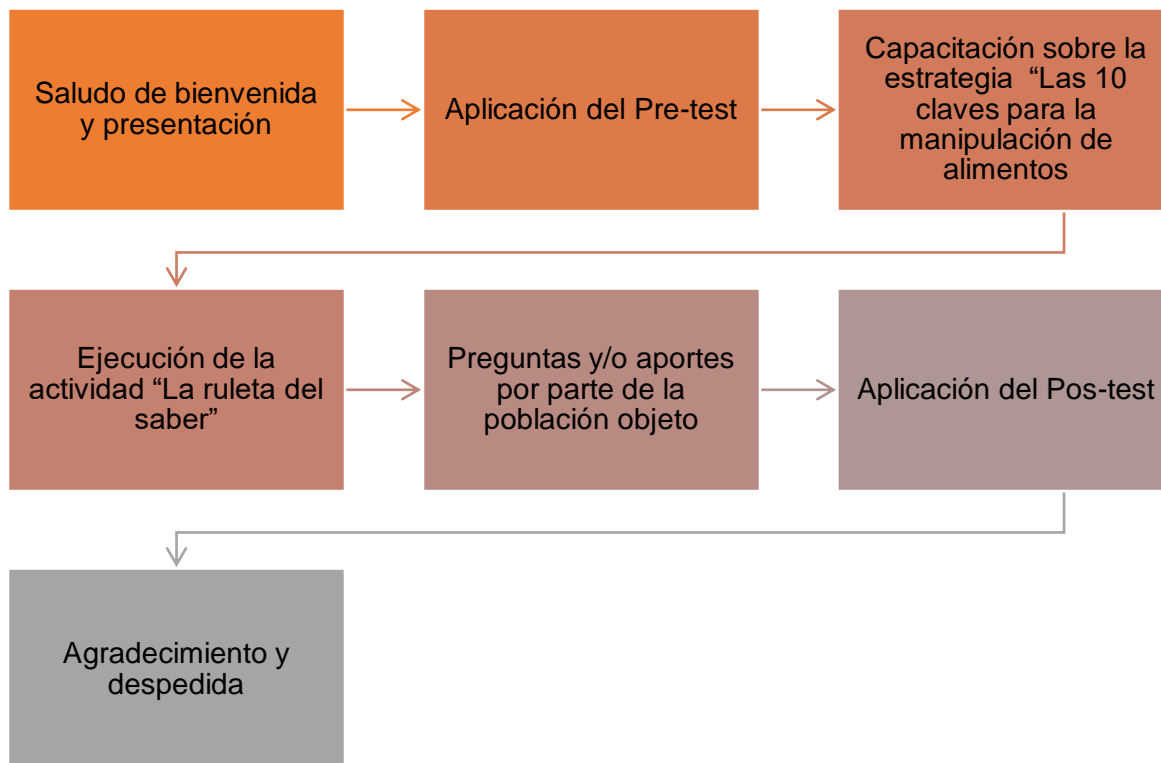 Saludo de bienvenida
y presentación
Aplicación del Pre-test
Capacitación sobre la
estrategia “Las 10
claves para la
manipulación de
alimentos
Ejecución de la
actividad “La ruleta del
saber”
Preguntas y/o aportes
por parte de la
población objeto
Aplicación del Pos-test
Agradecimiento y
despedida